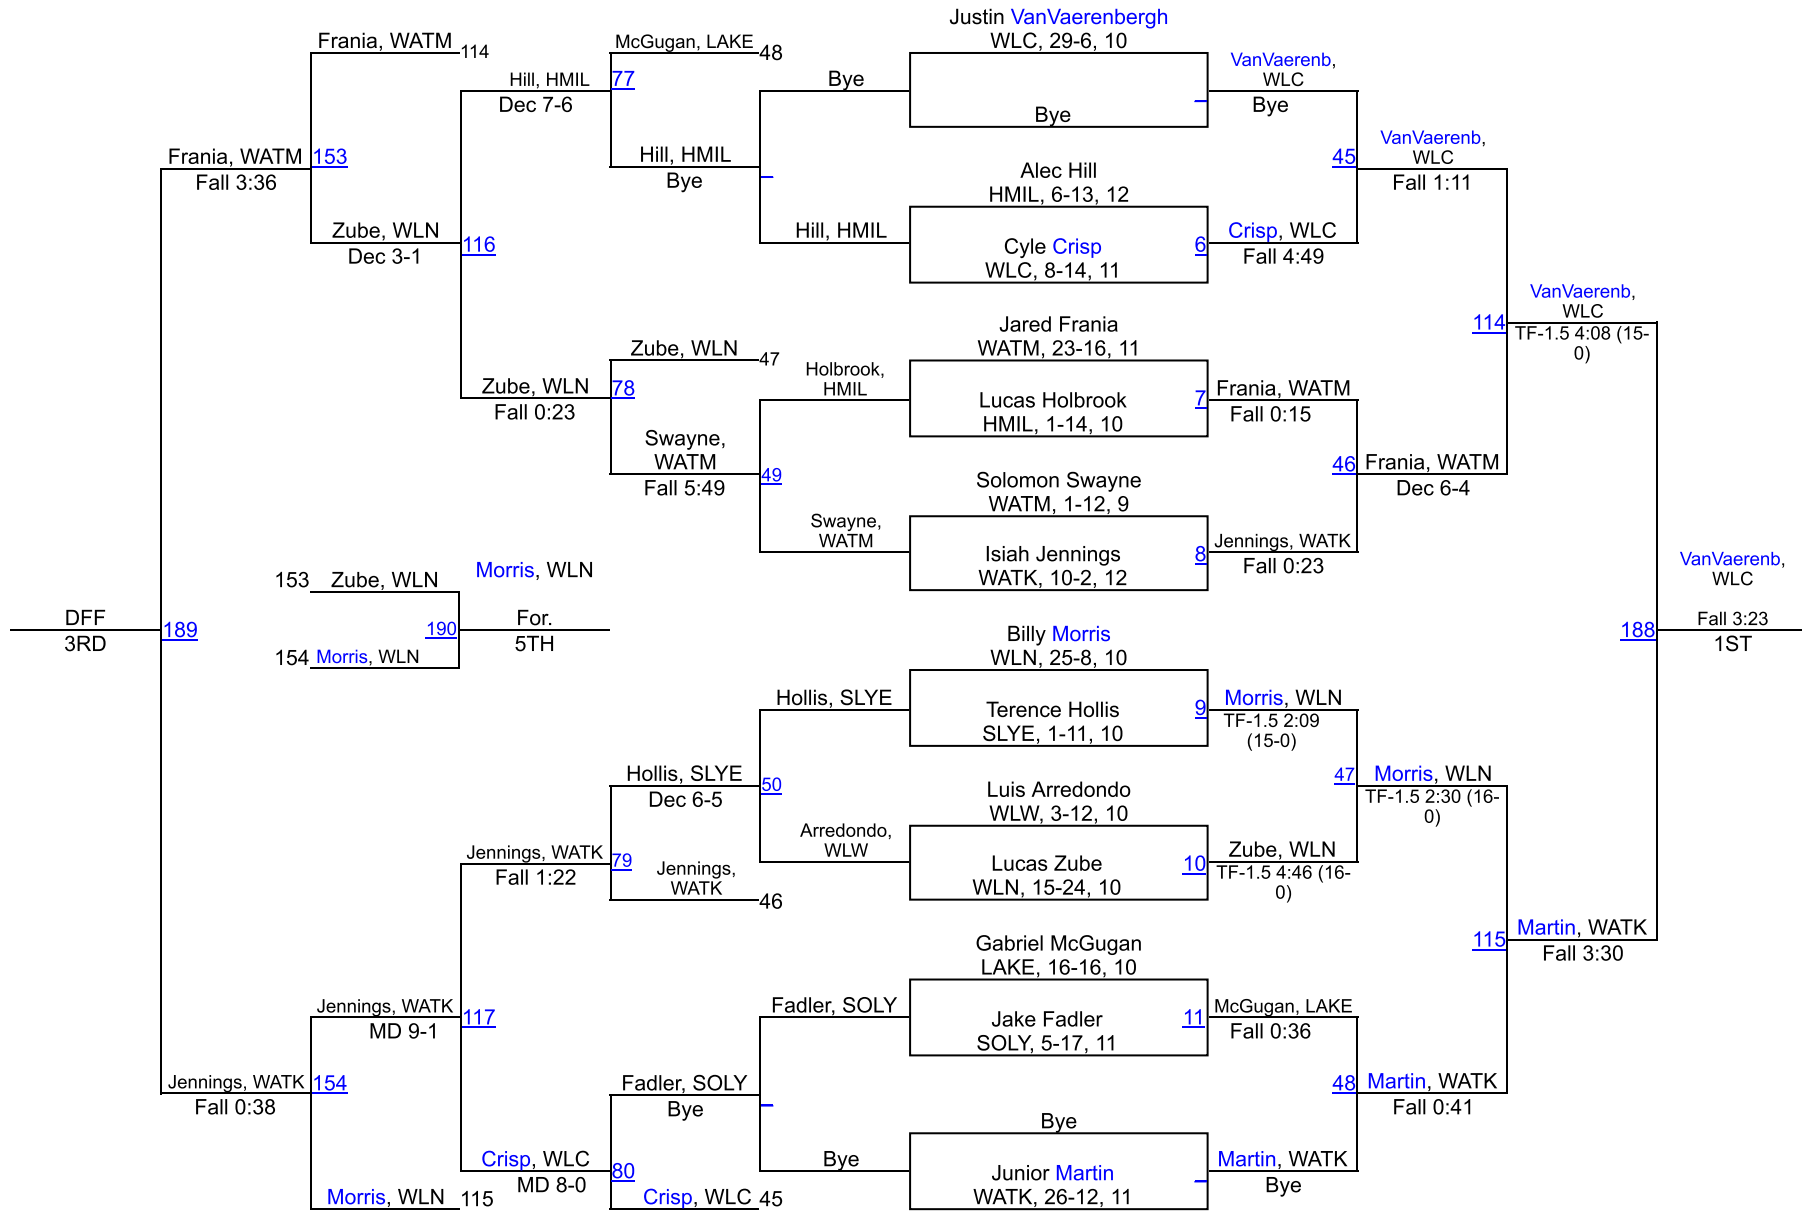 Justin VanVaerenbergh
WLC, 29-6, 10
Frania, WATM
114
McGugan, LAKE
48
VanVaerenb,
WLC
Hill, HMIL
77
Bye
Dec 7-6
Bye
Bye
VanVaerenb,
WLC
Frania, WATM
153
Hill, HMIL
45
Fall 3:36
Bye
Alec Hill
HMIL, 6-13, 12
Fall 1:11
Zube, WLN
Hill, HMIL
Crisp, WLC
Dec 3-1
116
Cyle Crisp
6
Fall 4:49
WLC, 8-14, 11
VanVaerenb,
WLC
Jared Frania
WATM, 23-16, 11
114
TF-1.5 4:08 (15-
0)
Zube, WLN
47
Holbrook,
HMIL
Zube, WLN
78
Lucas Holbrook
HMIL, 1-14, 10
7
Frania, WATM
Fall 0:23
Fall 0:15
Swayne,
WATM
49
46
Frania, WATM
Fall 5:49
Solomon Swayne
WATM, 1-12, 9
Dec 6-4
Swayne,
WATM
Isiah Jennings
WATK, 10-2, 12
8
Jennings, WATK
Fall 0:23
153
Zube, WLN
Morris, WLN
VanVaerenb,
WLC
DFF
189
190
For.
188
Fall 3:23
3RD
154
Morris, WLN
5TH
Billy Morris
WLN, 25-8, 10
1ST
Hollis, SLYE
Terence Hollis
SLYE, 1-11, 10
9
Morris, WLN
TF-1.5 2:09
(15-0)
Hollis, SLYE
50
47
Morris, WLN
Dec 6-5
Luis Arredondo
WLW, 3-12, 10
TF-1.5 2:30 (16-
0)
Arredondo,
WLW
Jennings, WATK
79
Lucas Zube
WLN, 15-24, 10
10
Zube, WLN
Fall 1:22
Jennings,
WATK
46
TF-1.5 4:46 (16-
0)
115
Martin, WATK
Gabriel McGugan
LAKE, 16-16, 10
Fall 3:30
Jennings, WATK
117
Fadler, SOLY
Jake Fadler
SOLY, 5-17, 11
11
McGugan, LAKE
MD 9-1
Fall 0:36
Jennings, WATK
154
Fadler, SOLY
48
Martin, WATK
Fall 0:38
Bye
Fall 0:41
Bye
Crisp, WLC
80
Bye
Junior Martin
WATK, 26-12, 11
Martin, WATK
MD 8-0
Bye
Morris, WLN
115
Crisp, WLC
45